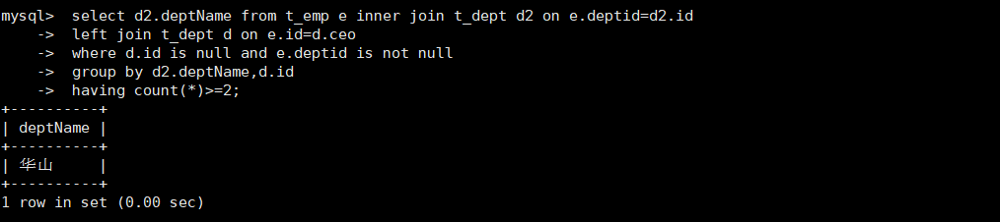 mysql>  select d2.deptName from t_emp e inner join t_dept d2 on e.deptid=d2.id
    ->  left join t_dept d on e.id=d.ceo
    ->  where d.id is null and e.deptid is not null
    ->  group by d2.deptName,d.id
    ->  having count(*)>=2;
+----------+
| deptName |
+----------+
| 华山     |
+----------+
1 row in set (0.00 sec)